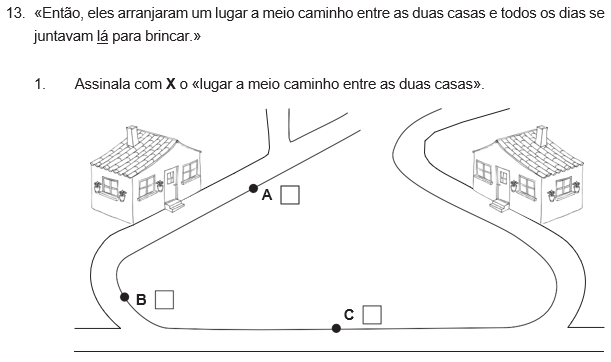 13. «Então, eles arranjaram um lugar a meio caminho entre as duas casas e todos os dias se
juntavam lá para brincar.»
1. Assinala com X o «lugar a meio caminho entre as duas casas».
A
B
C